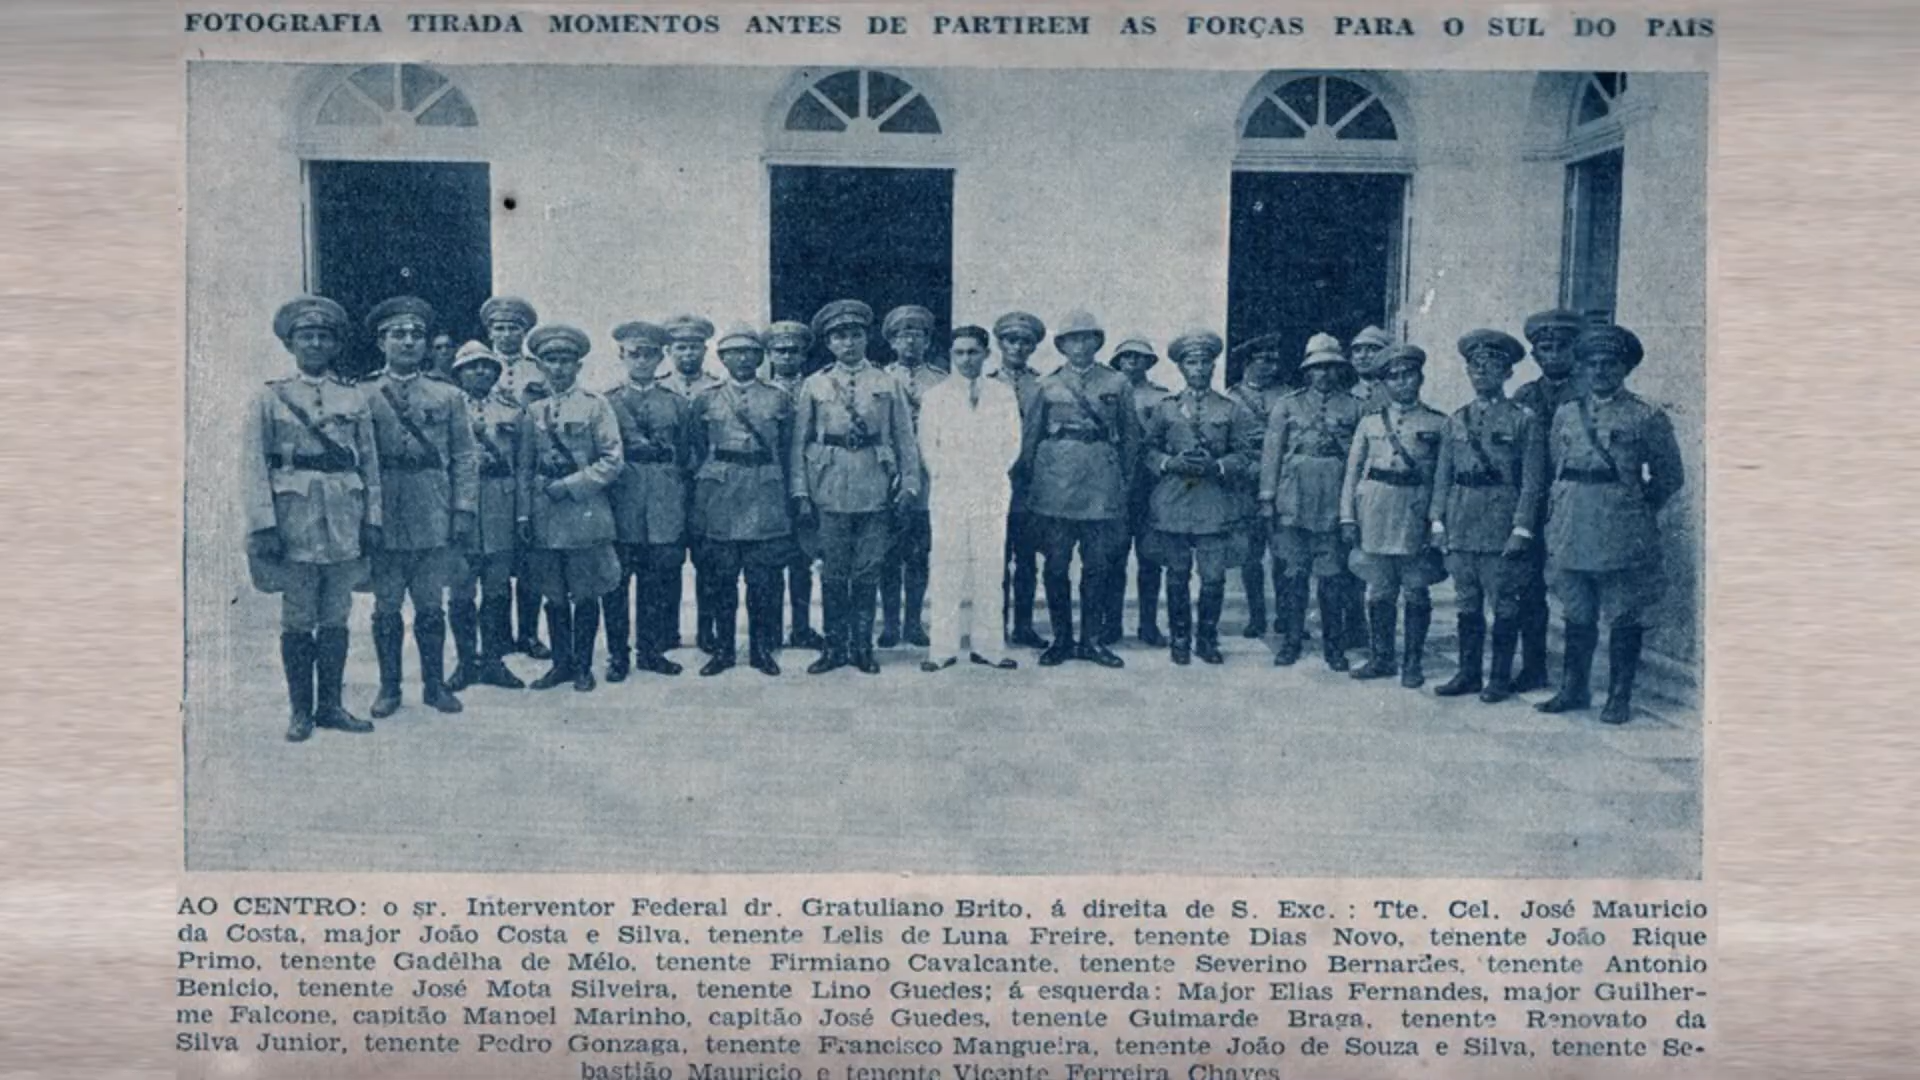 FOTOGRAFIA TIRADA MOMENTOS ANTES DE PARTIREM AS FORÇAS PARA O SUL DO PAÍS
AO CENTRO: o sr. Interventor Federal dr. Gratuliano Brito, á direita de S. Exc. : Tte. Cel. José Mauricio
da Costa, major João Costa e Silva, tenente Lelis de Luna Freire, tenente Dias Novo, tenente João Rique
Primo, tenente Gadêlha de Mélo, tenente Firmiano Cavalcante, tenente Severino Bernardes, tenente Antonio
Benicio, tenente José Mota Silveira, tenente Lino Guedes; á esquerda: Major Elias Fernandes, major Guilher-
me Falcone, capitão Manoel Marinho, capitão José Guedes, tenente Guimarde Braga, tenente Renovato da
Silva Junior, tenente Pedro Gonzaga, tenente Francisco Mangueira, tenente João de Souza e Silva, tenente Se-
bastião Mauricio e tenente Vicente Ferreira Chaves